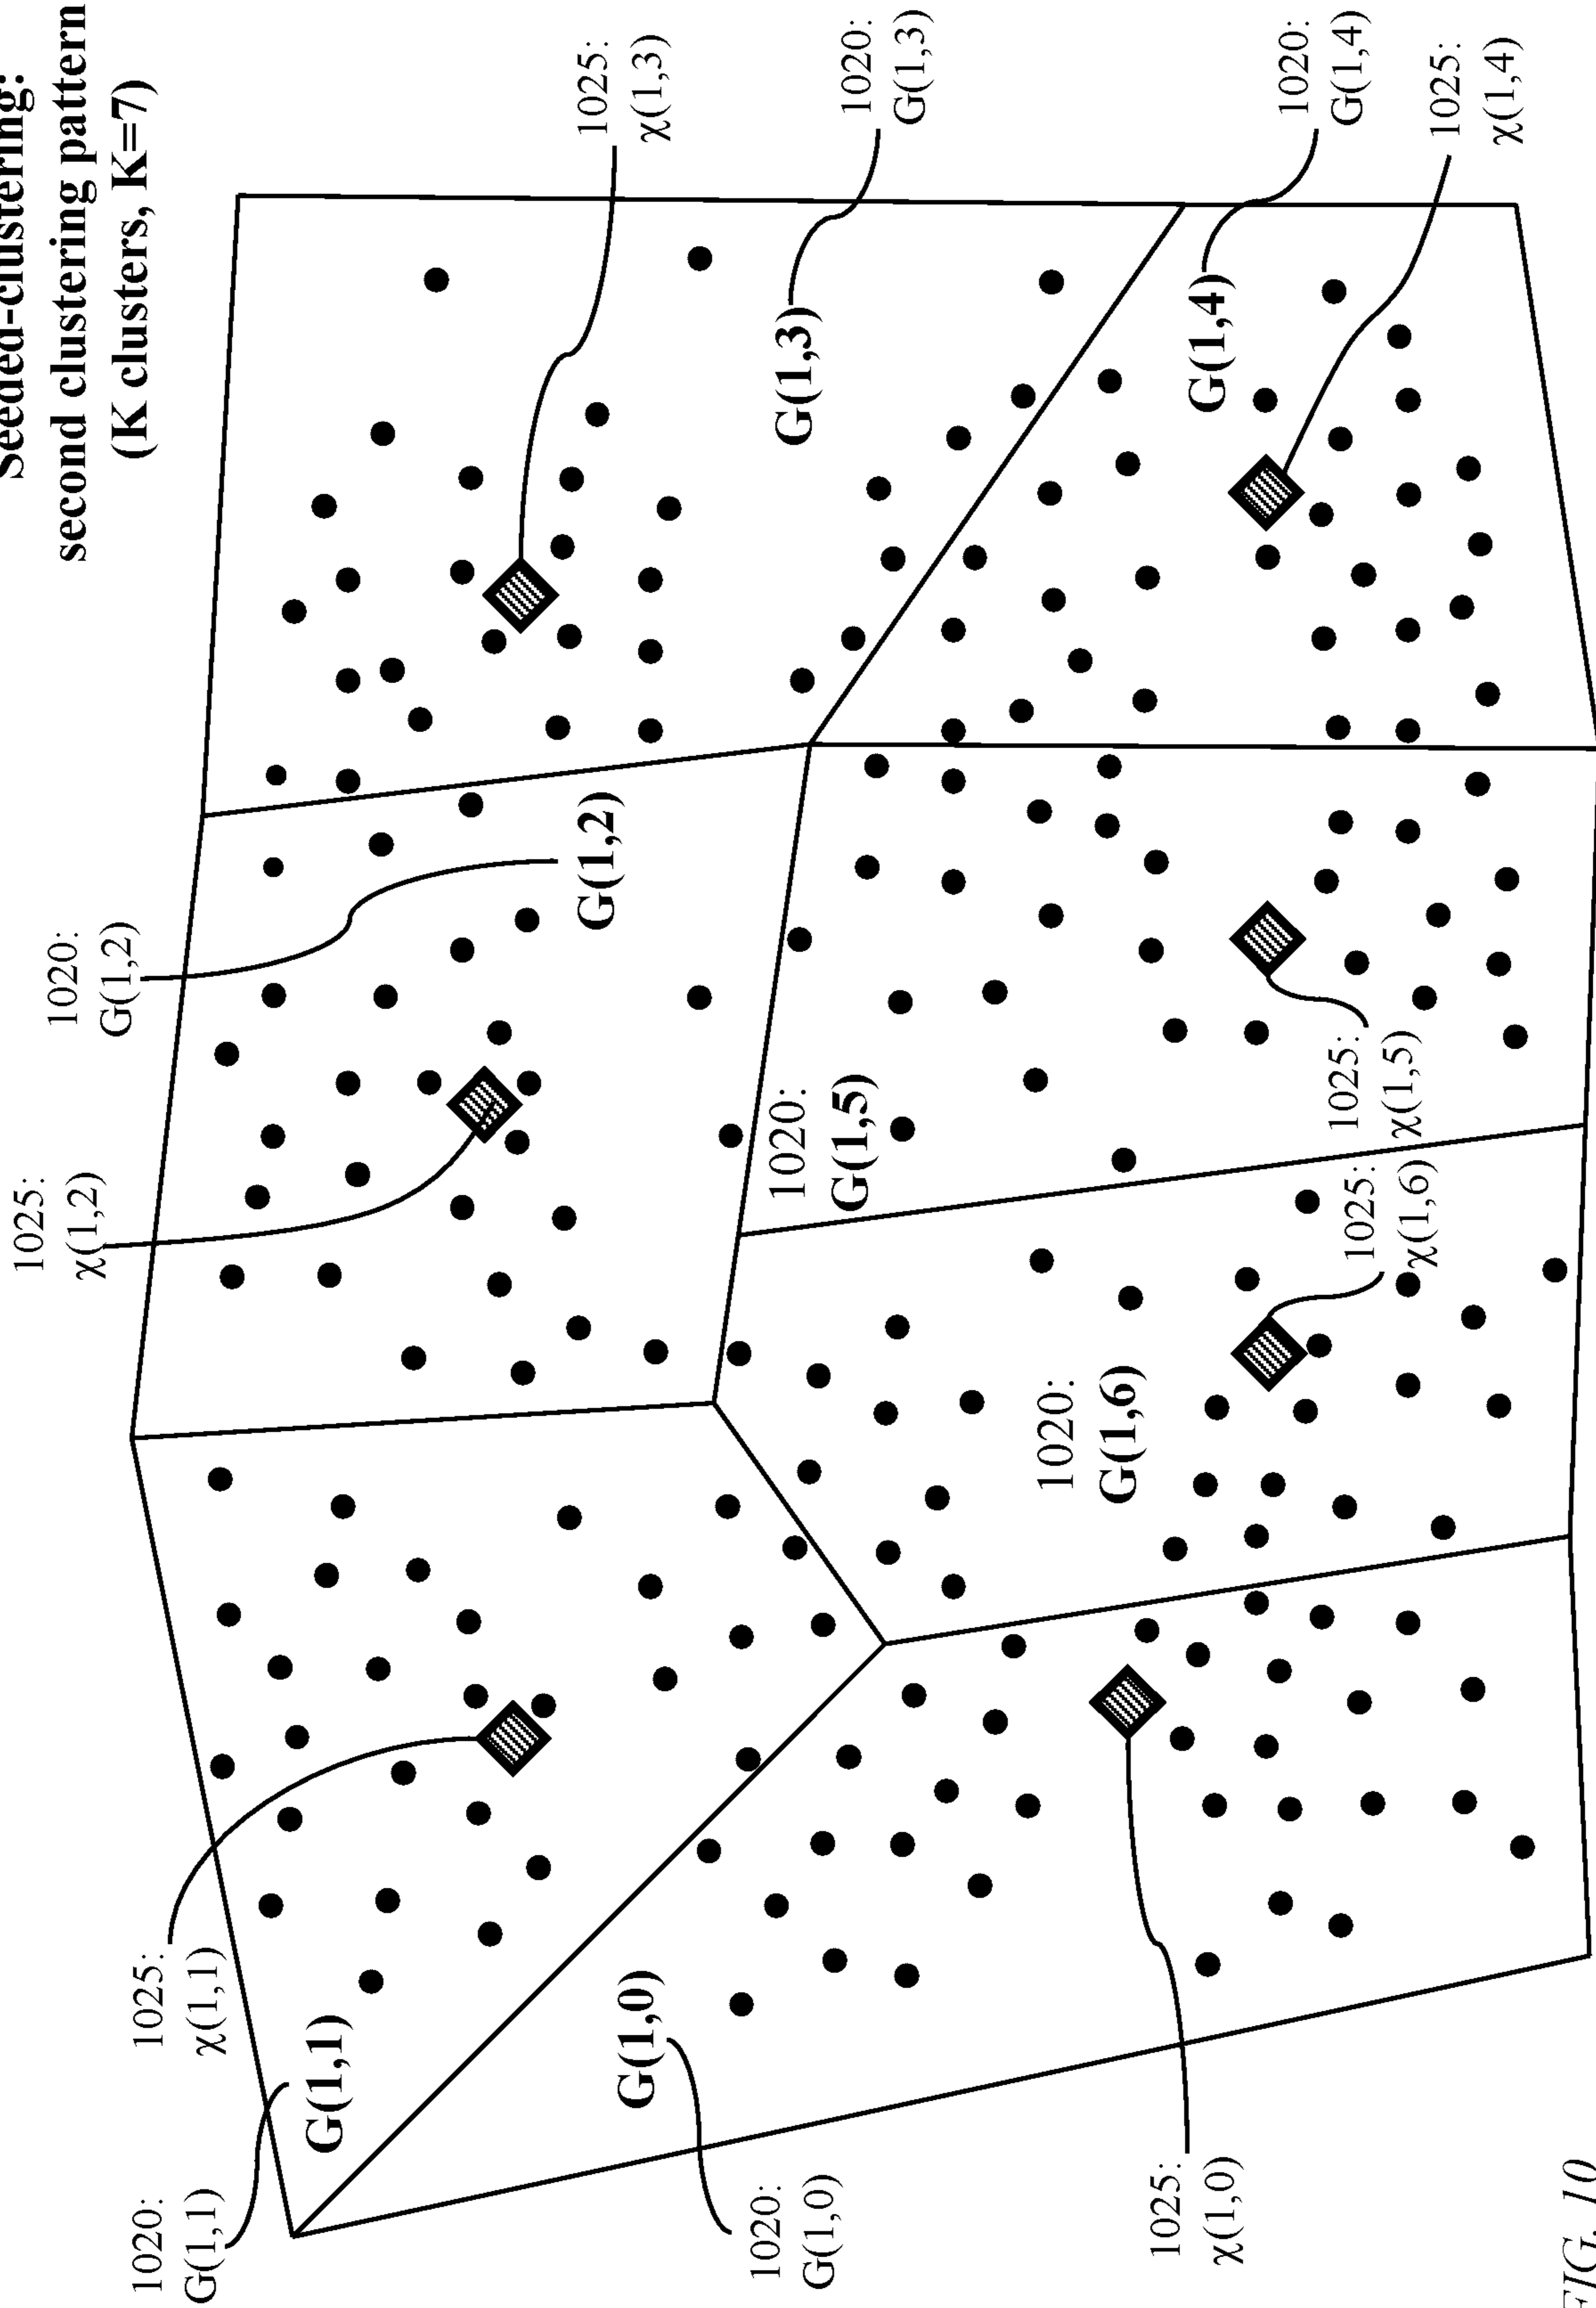 Seeded-clustering:
second clustering pattern
(K clusters, K=7)
1025:
χ(1,2)
1020:
G(1,2)
1020:
G(1,1)
1025:
χ(1,1)
G(1,1)
G(1,2)
1025:
χ(1,3)
G(1,0)
G(1,3)
1020:
G(1,3)
1020:
G(1,0)
1020:
G(1,5)
1020:
G(1,6)
1025:
χ(1,0)
G(1,4)
1020:
G(1,4)
1025:
χ(1,6)
1025:
χ(1,5)
1025:
χ(1,4)
FIG. 10